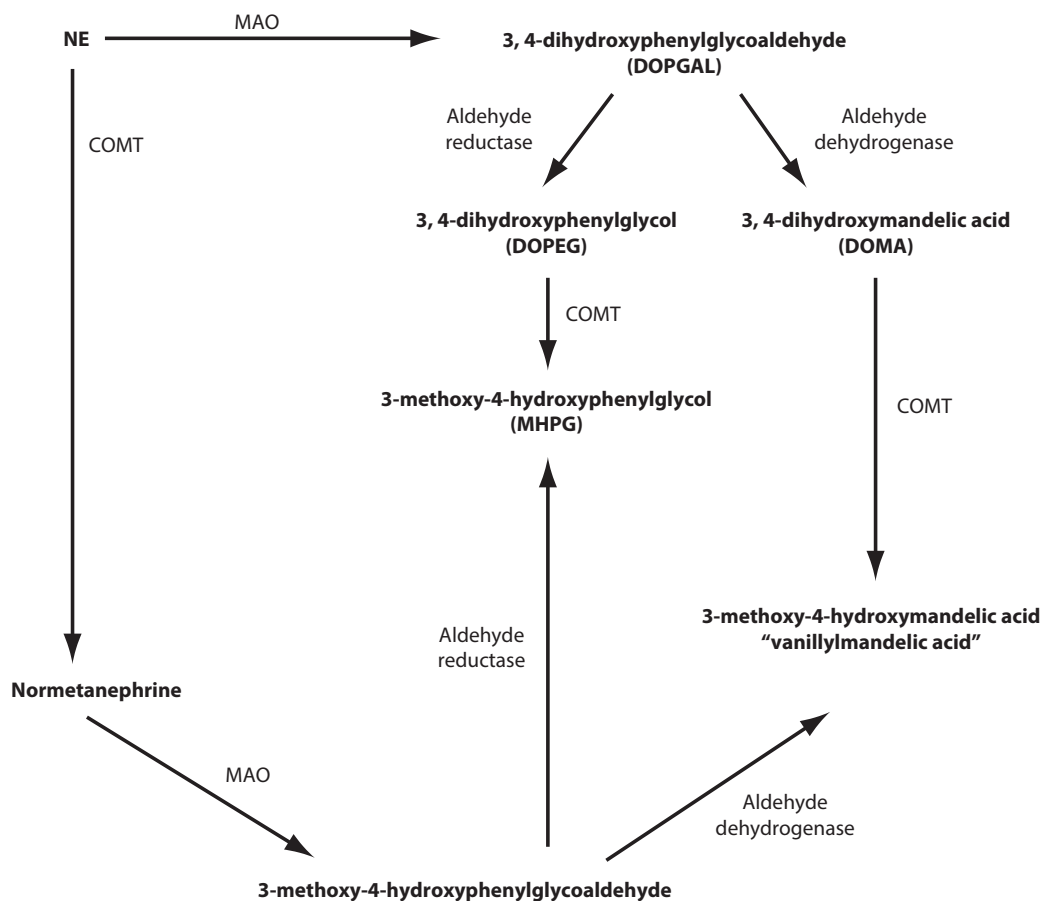 MAO
NE
3, 4-dihydroxyphenylglycoaldehyde
(DOPGAL)
COMT
Aldehyde
reductase
Aldehyde
dehydrogenase
3, 4-dihydroxyphenylglycol
(DOPEG)
3, 4-dihydroxymandelic acid
(DOMA)
COMT
3-methoxy-4-hydroxyphenylglycol
(MHPG)
COMT
3-methoxy-4-hydroxymandelic acid
“vanillylmandelic acid”
Aldehyde
reductase
Normetanephrine
MAO
Aldehyde
dehydrogenase
3-methoxy-4-hydroxyphenylglycoaldehyde